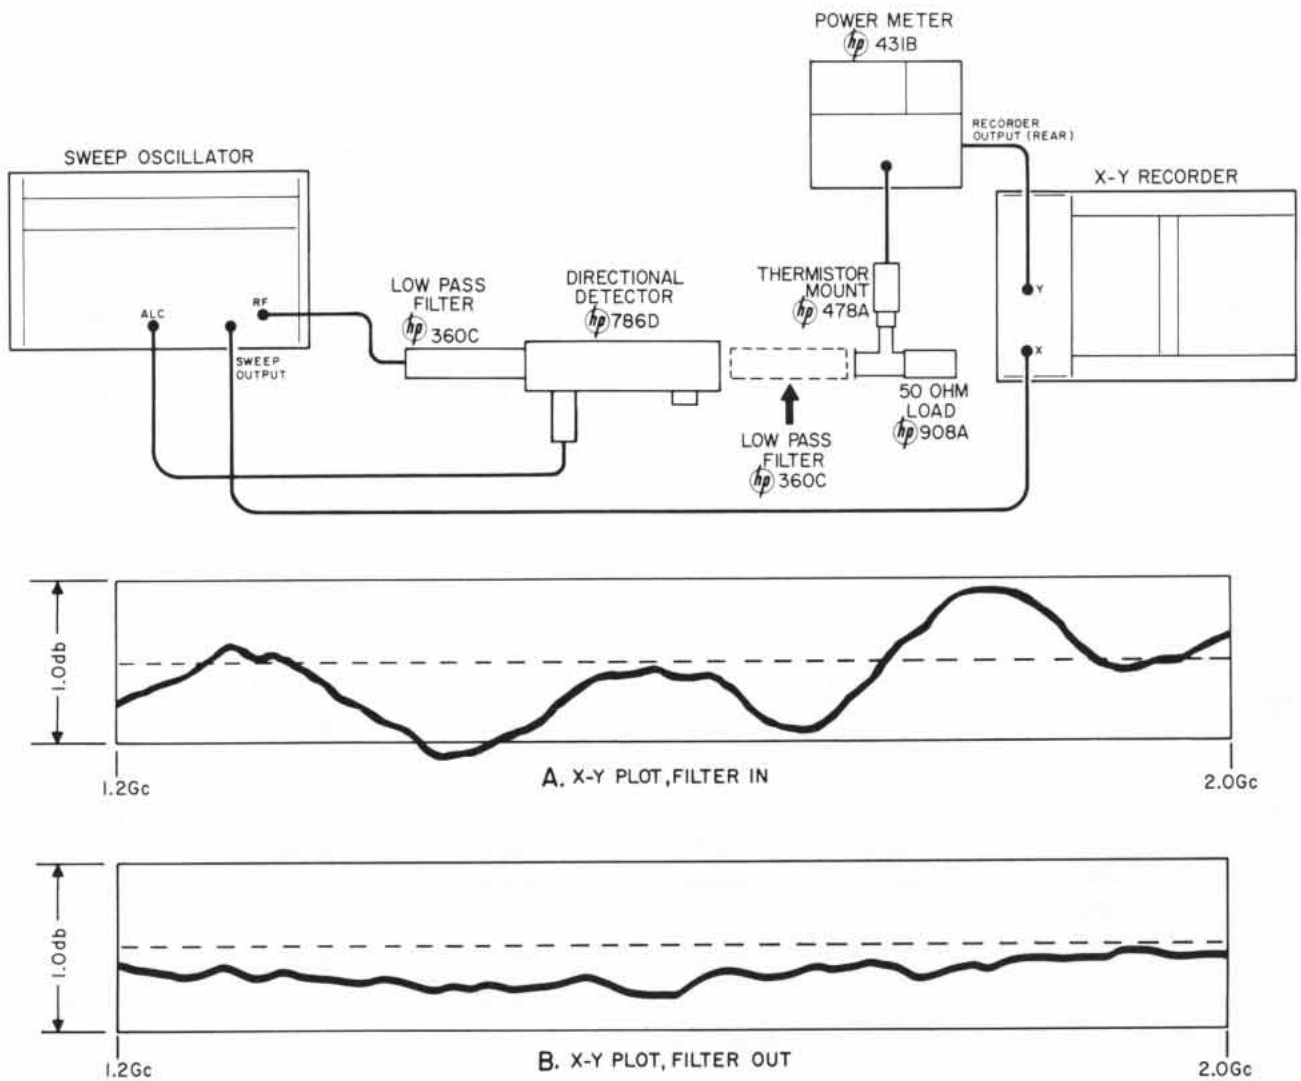 POWER METER
hp 431B
RECORDER
OUTPUT (REAR)
SWEEP OSCILLATOR
X-Y RECORDER
LOW PASS
FILTER
hp 360C
DIRECTIONAL
DETECTOR
hp 786D
THERMISTOR
MOUNT
hp 478A
ALC
RF
SWEEP
OUTPUT
Y
X
50 OHM
LOAD
hp 908A
LOW PASS
FILTER
hp 360C
1.0db
1.2Gc
A. X-Y PLOT, FILTER IN
2.0Gc
1.0db
1.2Gc
B. X-Y PLOT, FILTER OUT
2.0Gc